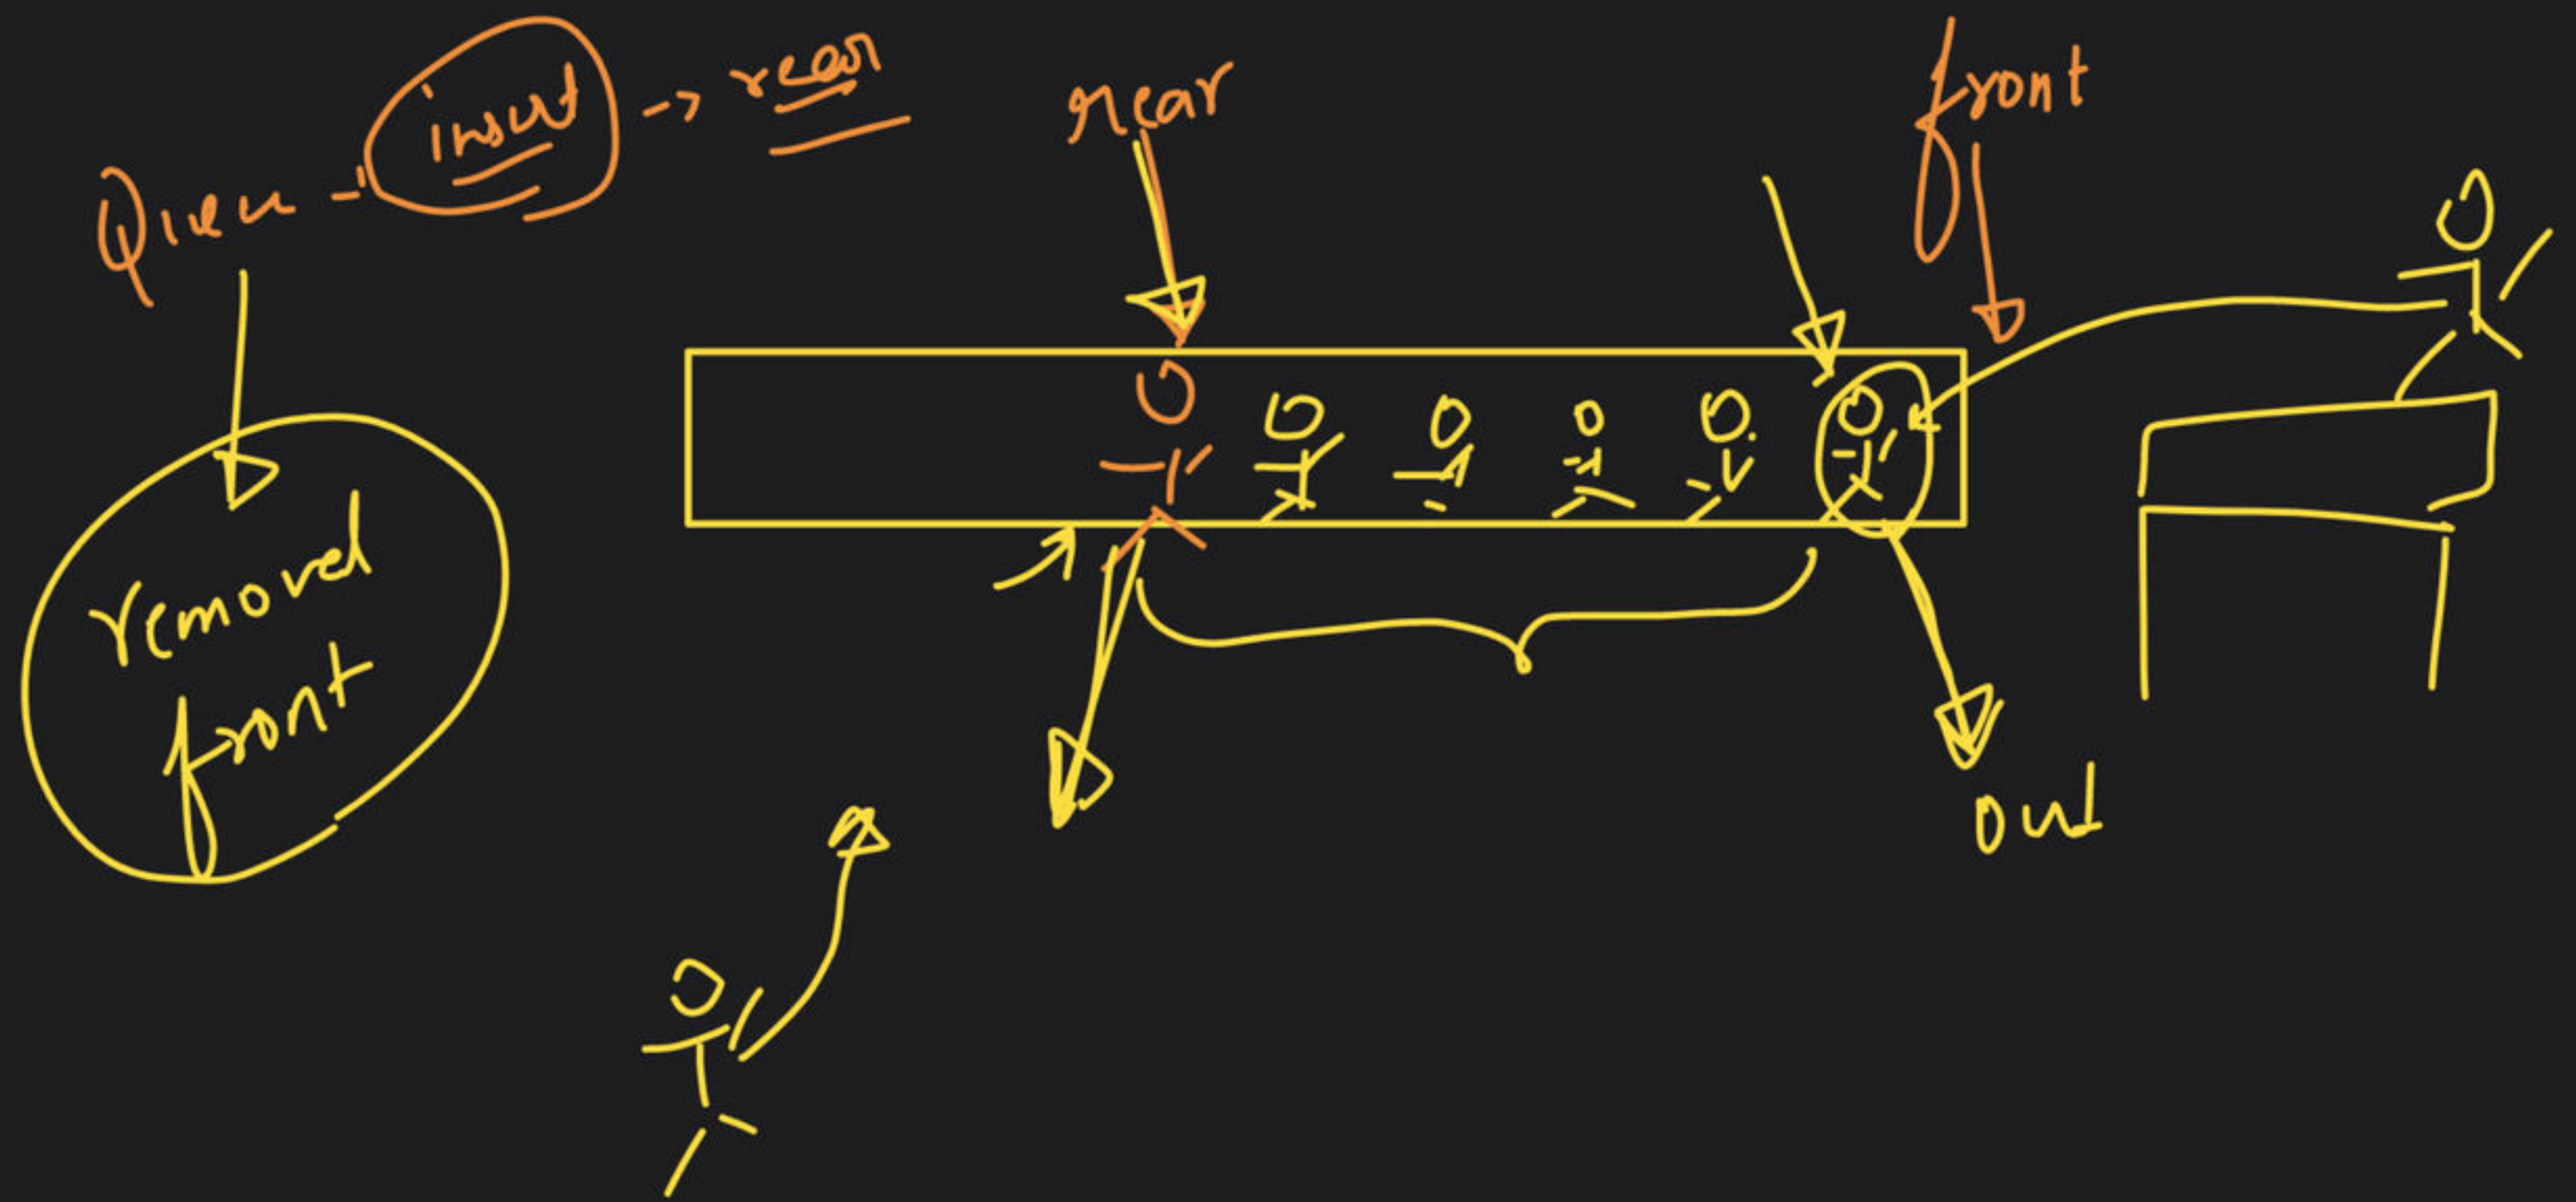 Queu - insert -> rear
rear
front
removed
front
out